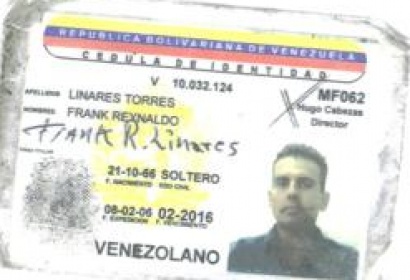 REPUBLICA BOLIVARIANA DE VENEZUELA
CEDULA DE IDENTIDAD
V 10.032.124
MF062
APELLIDOS LINARES TORRES
Hugo Cabezas
Director
NOMBRES FRANK REXNALDO
FRANK R. Linares
21-10-66 SOLTERO
F. NACIMIENTO EDO CIVIL
08-02-06 02-2016
F. EXPEDICION F. VENCIMIENTO
VENEZOLANO